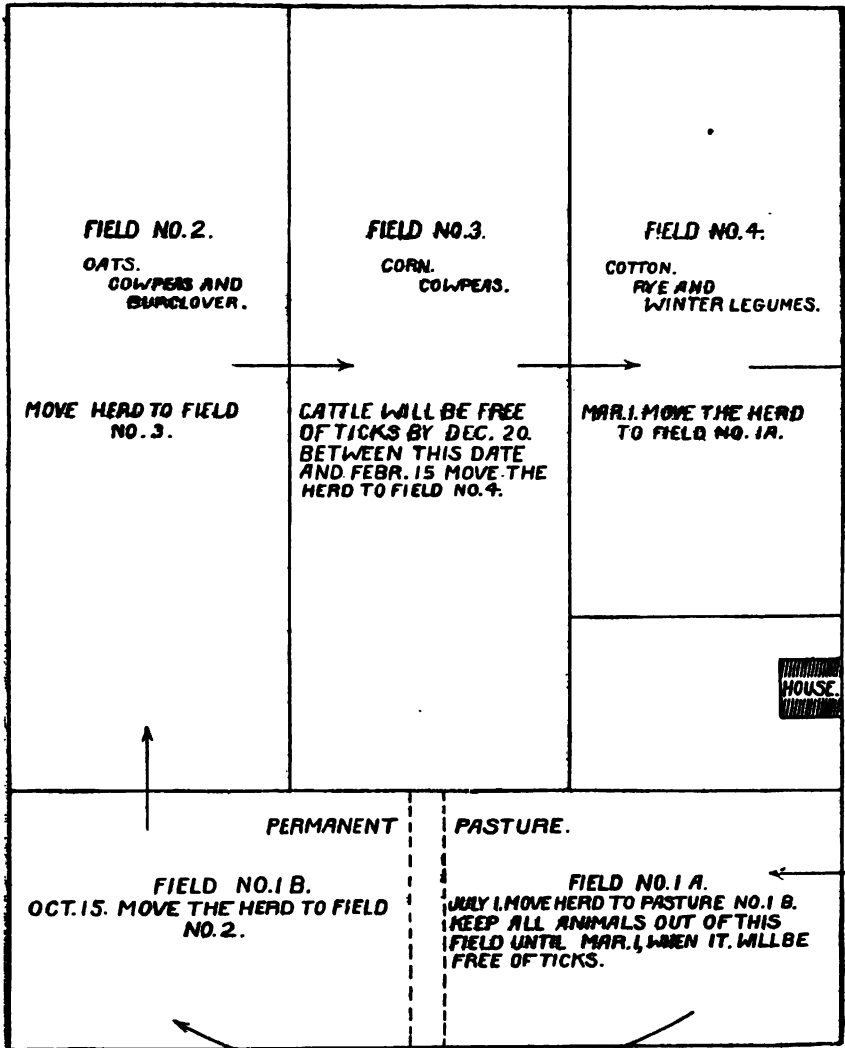 FIELD NO. 2.
OATS.
COWPEAS AND
BURCLOVER.
MOVE HERD TO FIELD
NO. 3.
FIELD NO. 3.
CORN.
COWPEAS.
CATTLE WILL BE FREE
OF TICKS BY DEC. 20.
BETWEEN THIS DATE
AND FEBR. 15 MOVE THE
HERD TO FIELD NO. 4.
FIELD NO. 4.
COTTON.
RYE AND
WINTER LEGUMES.
MAR. 1. MOVE THE HERD
TO FIELD NO. 1A.
HOUSE.
PERMANENT PASTURE.
FIELD NO. 1 B.
OCT. 15. MOVE THE HERD TO FIELD
NO. 2.
FIELD NO. 1 A.
JULY 1. MOVE HERD TO PASTURE NO. 1 B.
KEEP ALL ANIMALS OUT OF THIS
FIELD UNTIL MAR. 1, WHEN IT. WILL BE
FREE OF TICKS.